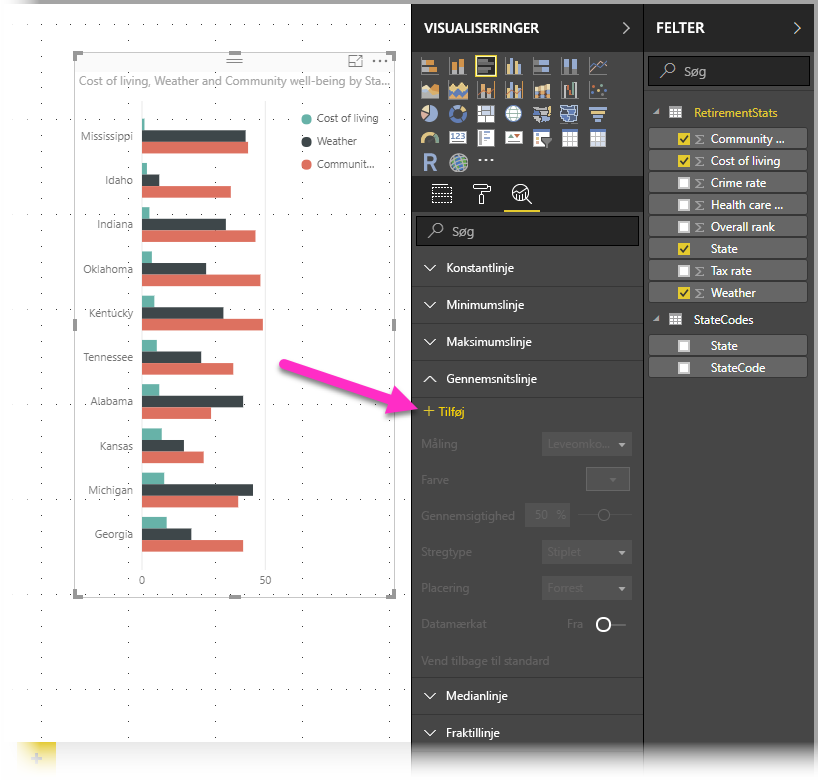 Cost of living, Weather and Community well-being by Sta...
Cost of living
Weather
Communit...
Mississippi
Idaho
Indiana
Oklahoma
Kentucky
Tennessee
Alabama
Kansas
Michigan
Georgia
0 50
VISUALISERINGER
123
R
Søg
Konstantlinje
Minimumslinje
Maksimumslinje
Gennemsnitslinje
+ Tilføj
Måling Leveomko...
Farve
Gennemsigtighed 50 %
Stregtype Stiplet
Placering Forrest
Datamærkat Fra
Vend tilbage til standard
Medianlinje
Fraktillinje
FELTER
Søg
RetirementStats
Σ Community ...
Σ Cost of living
Σ Crime rate
Σ Health care ...
Σ Overall rank
State
Σ Tax rate
Σ Weather
StateCodes
State
StateCode